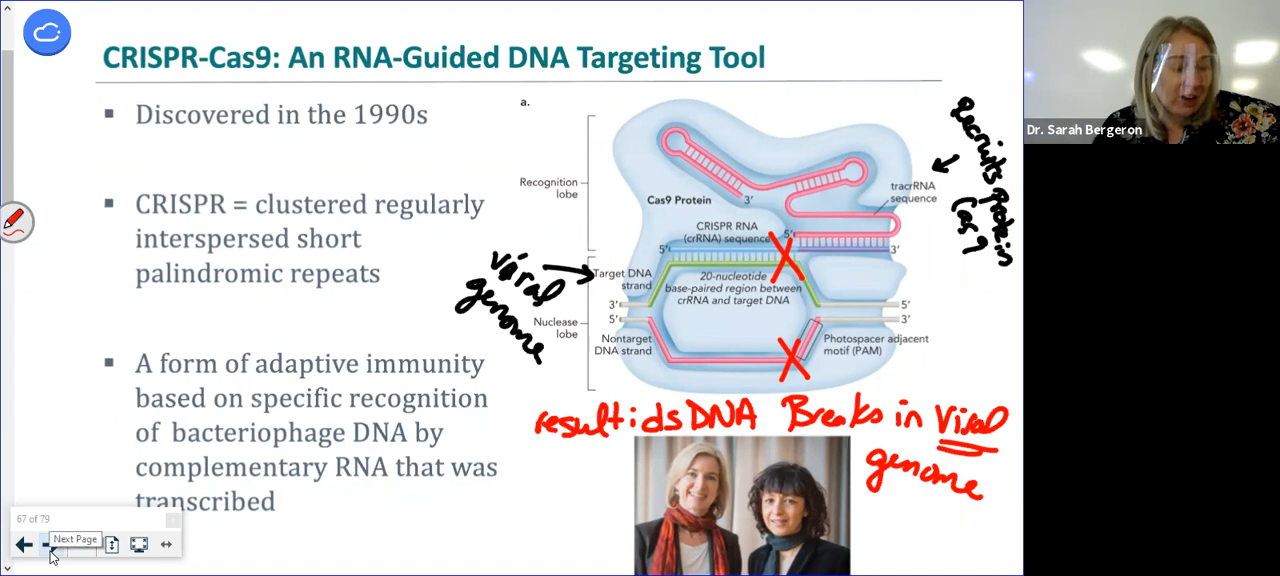 CRISPR-Cas9: An RNA-Guided DNA Targeting Tool
▪ Discovered in the 1990s
▪ CRISPR = clustered regularly
interspersed short
palindromic repeats
▪ A form of adaptive immunity
based on specific recognition
of bacteriophage DNA by
complementary RNA that was
transcribed
a.
Recognition
lobe
Cas9 Protein
3'
tracrRNA
sequence
CRISPR RNA
(crRNA) sequence
5'
5'
3'
Target DNA
strand
20-nucleotide
base-paired region between
crRNA and target DNA
3'
5'
5'
3'
Nuclease
lobe
Nontarget
DNA strand
Photospacer adjacent
motif (PAM)
recruits protein
Cas9
viral
genome
result: ds DNA Breaks in Viral
genome
Dr. Sarah Bergeron
67 of 79
Next Page